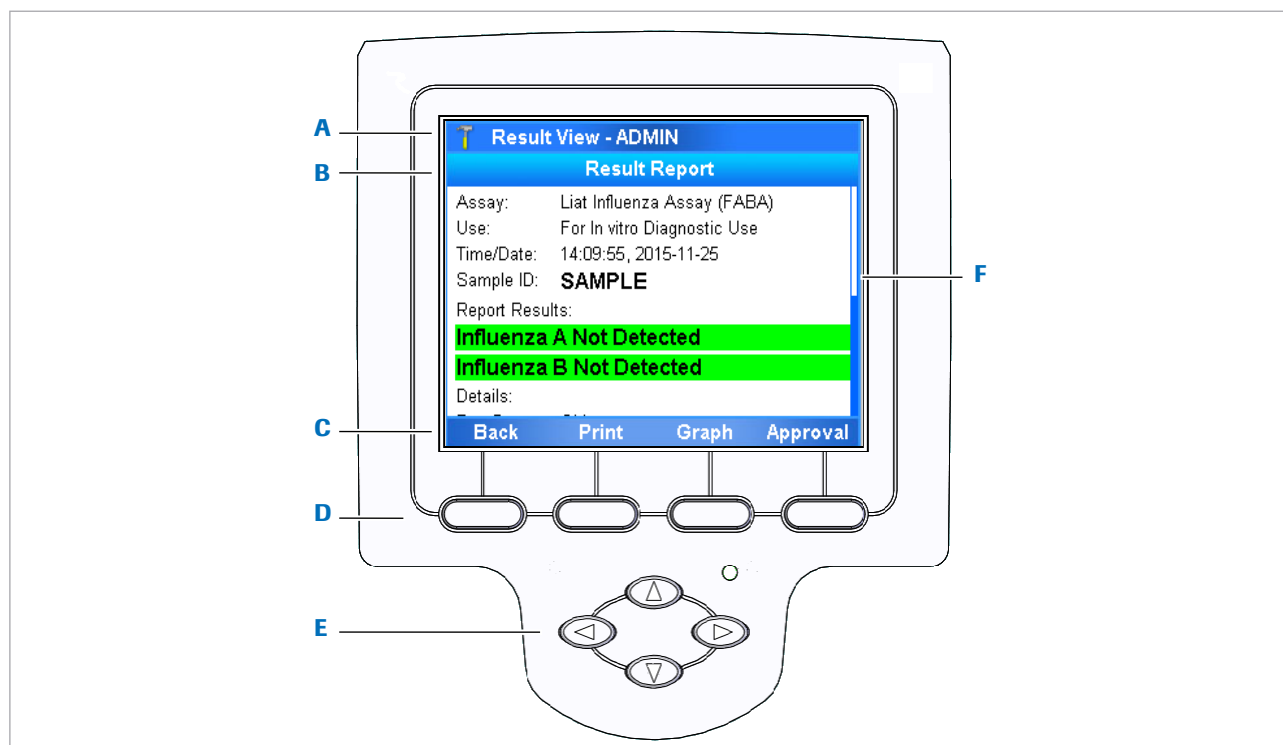 A
Result View - ADMIN
B
Result Report
Assay: Liat Influenza Assay (FABA)
Use: For In vitro Diagnostic Use
Time/Date: 14:09:55, 2015-11-25
Sample ID: SAMPLE
F
Report Results:
Influenza A Not Detected
Influenza B Not Detected
Details:
C
Back Print Graph Approval
D
E